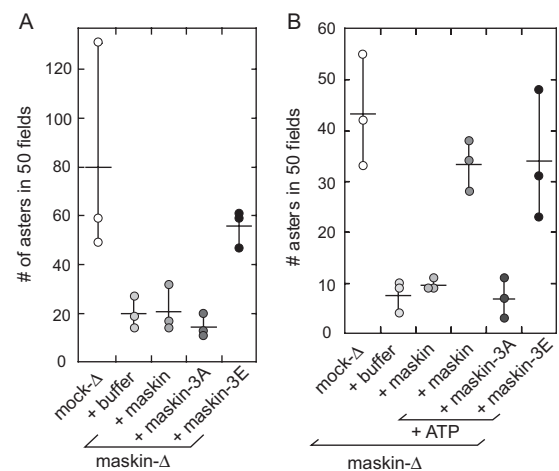 A
# of asters in 50 fields
120
100
80
60
40
20
0
mock-Δ
+ buffer
+ maskin
+ maskin-3A
+ maskin-3E
maskin-Δ
B
# asters in 50 fields
60
50
40
30
20
10
0
mock-Δ
+ buffer
+ maskin
+ maskin
+ maskin-3A
+ maskin-3E
+ ATP
maskin-Δ